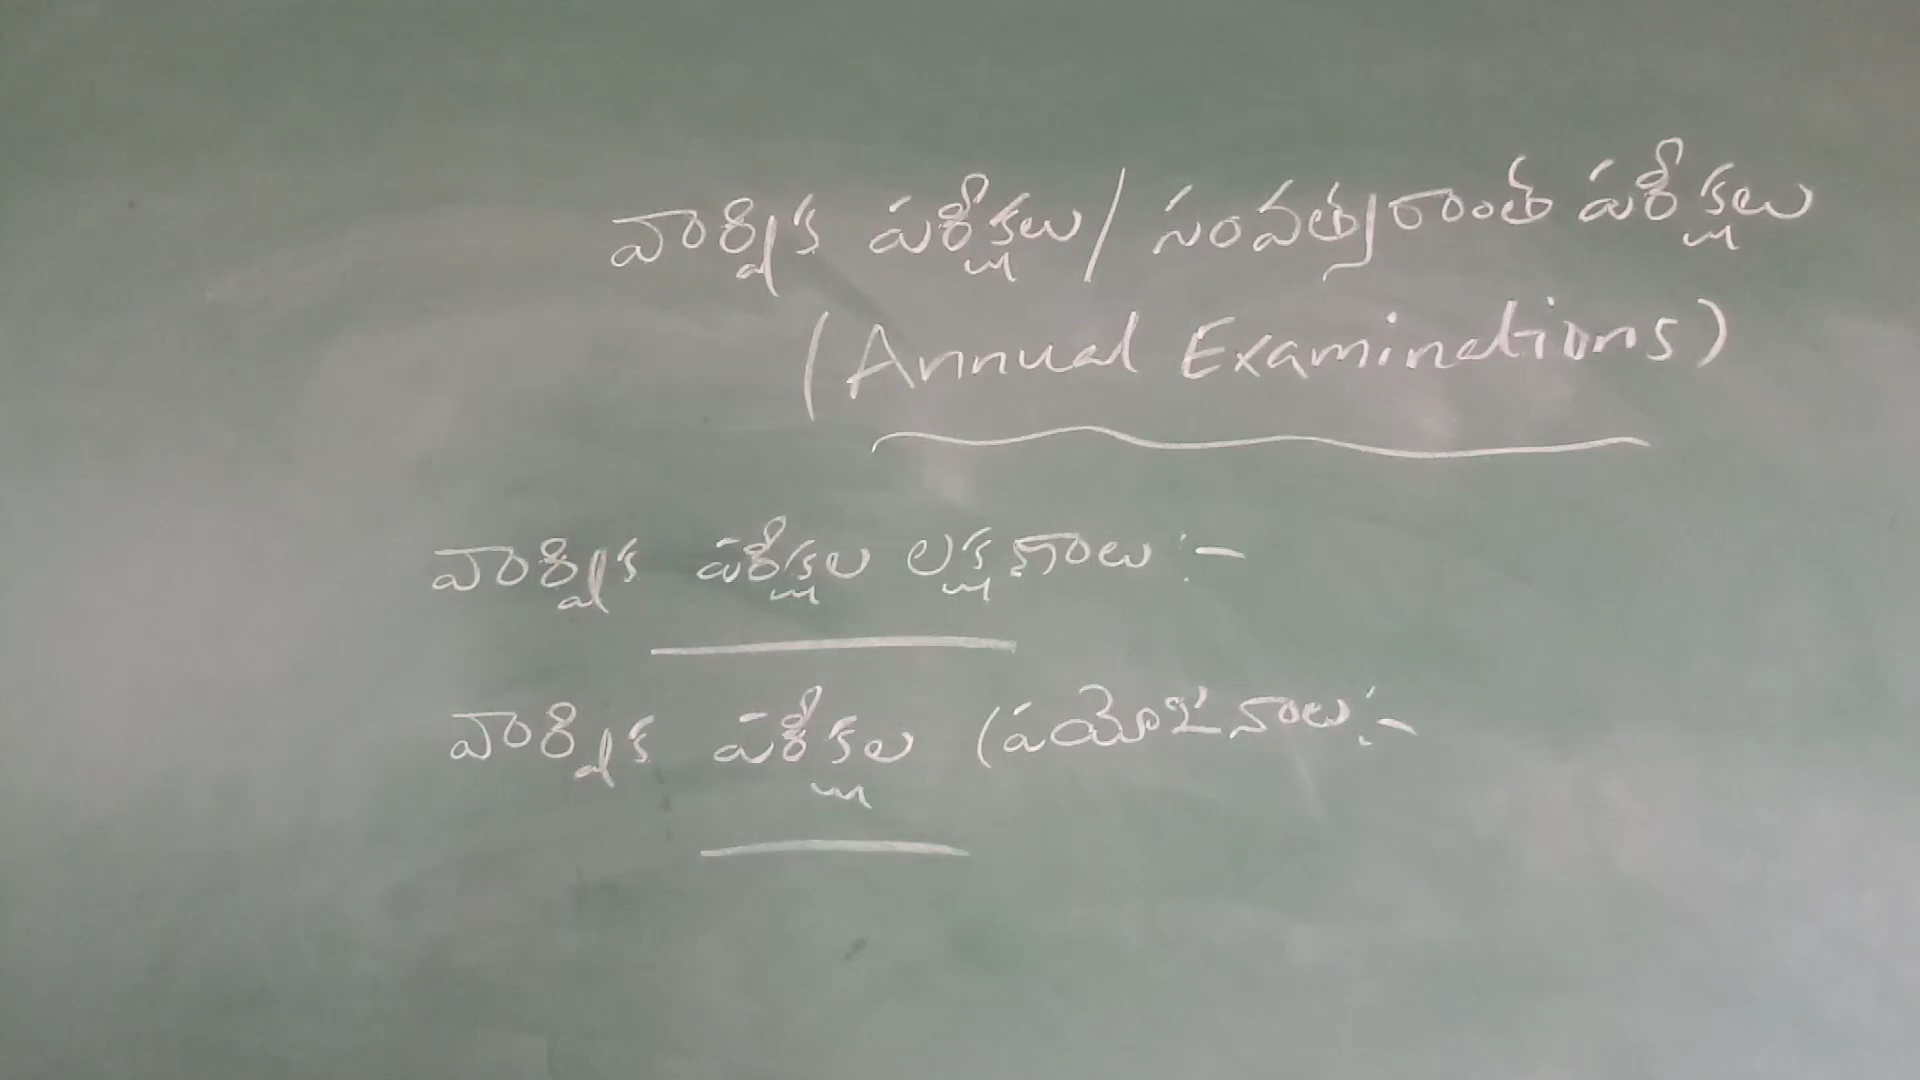 వార్షిక పరీక్షలు/ సంవత్సరాంత పరీక్షలు
(Annual Examinations)
వార్షిక పరీక్షల లక్షణాలు :-
వార్షిక పరీక్షల ప్రయోజనాలు :-